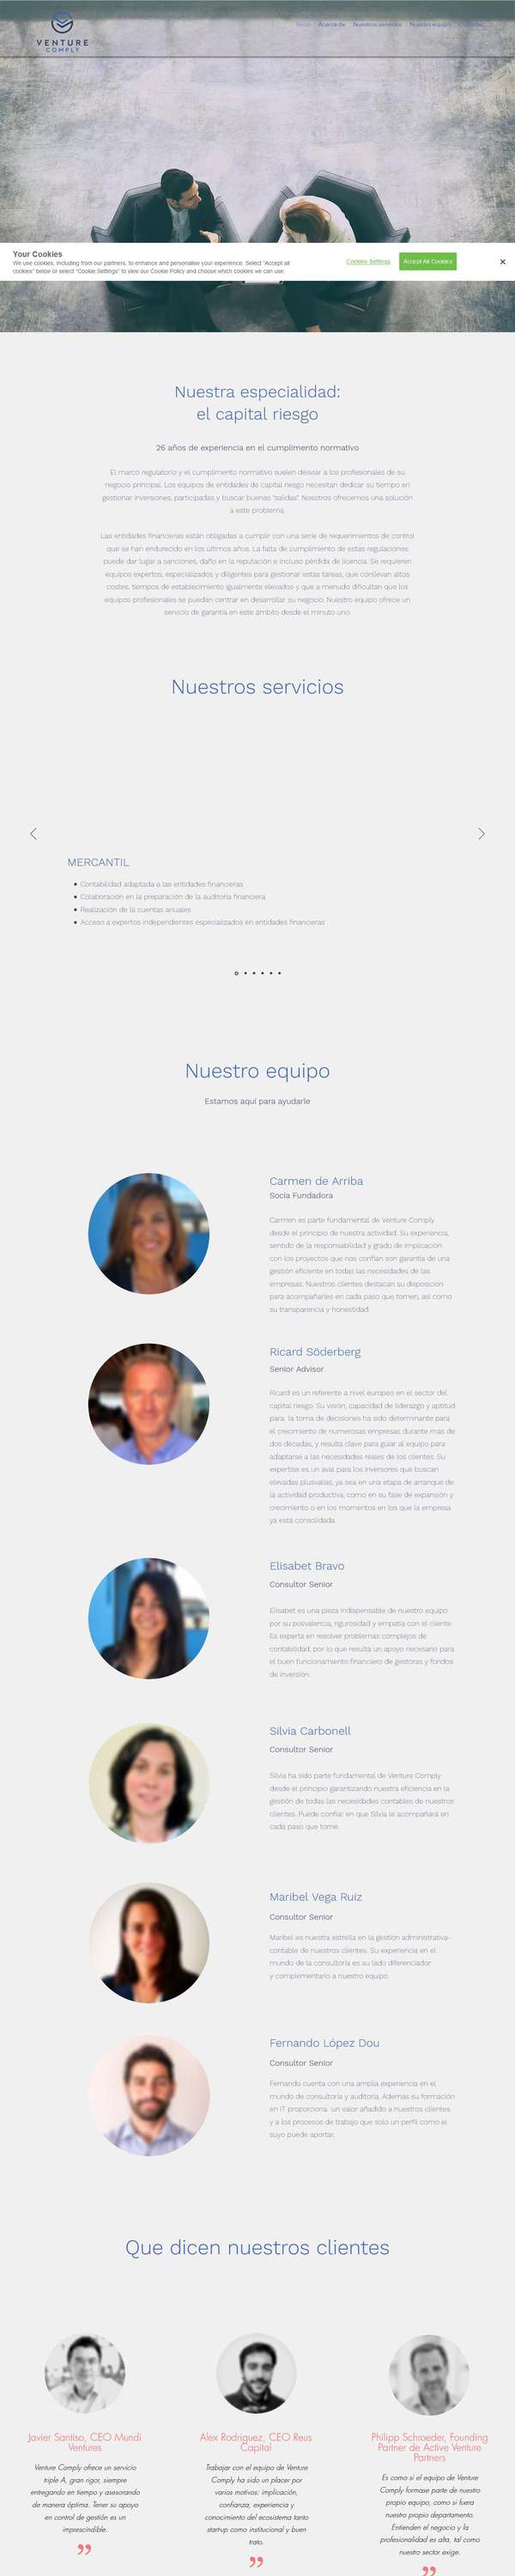 VENTURE
COMPLY
Inicio Acerca de Nuestros servicios Nuestro equipo
Your Cookies
We use cookies, including from our partners, to enhance and personalise your experience. Select "Accept all
cookies" below or select "Cookie Settings" to view our Cookie Policy and choose which cookies we can use.
Cookies Settings
Accept All Cookies
Nuestra especialidad:
el capital riesgo
26 años de experiencia en el cumplimento normativo
El marco regulatorio y el cumplimento normativo suelen desviar a los profesionales de su
negocio principal. Los equipos de entidades de capital riesgo necesitan dedicar su tiempo en
gestionar inversiones, participadas y buscar buenas "salidas". Nosotros ofrecemos una solución
a este problema.
Las entidades financieras están obligadas a cumplir con una serie de requerimientos de control
que se han endurecido en los últimos años. La falta de cumplimiento de estas regulaciones
puede dar lugar a sanciones, daño en la reputación e incluso pérdida de licencia. Se requieren
equipos expertos, especializados y diligentes para gestionar estas tareas, que conllevan altos
costes, tiempos de establecimiento igualmente elevados y que a menudo dificultan que los
equipos profesionales se puedan centrar en desarrollar su negocio. Nuestro equipo ofrece un
servicio de garantía en este ámbito desde el minuto uno.
Nuestros servicios
MERCANTIL
Contabilidad adaptada a las entidades financieras
Colaboración en la preparación de la auditoría financiera
Realización de la cuentas anuales
Acceso a expertos independientes especializados en entidades financieras
Nuestro equipo
Estamos aquí para ayudarle
Carmen de Arriba
Socia Fundadora
Carmen es parte fundamental de Venture Comply
desde el principio de nuestra actividad. Su experiencia,
sentido de la responsabilidad y grado de implicación
con los proyectos que nos confían son garantía de una
gestión eficiente en todas las necesidades de las
empresas. Nuestros clientes destacan su disposición
para acompañarles en cada paso que tomen, así como
su transparencia y honestidad.
Ricard Söderberg
Senior Advisor
Ricard es un referente a nivel europeo en el sector del
capital riesgo. Su visión, capacidad de liderazgo y aptitud
para la toma de decisiones ha sido determinante para
el crecimiento de numerosas empresas durante más de
dos décadas, y resulta clave para guiar al equipo para
adaptarse a las necesidades reales de los clientes. Su
expertise es un aval para los inversores que buscan
elevadas plusvalías, ya sea en una etapa de arranque de
la actividad productiva, como en su fase de expansión y
crecimiento o en los momentos en los que la empresa
ya esta consolidada.
Elisabet Bravo
Consultor Senior
Elisabet es una pieza indispensable de nuestro equipo
por su polivalencia, rigurosidad y empatía con el cliente.
Es experta en resolver problemas complejos de
contabilidad, por lo que resulta un apoyo necesario para
el buen funcionamiento financiero de gestoras y fondos
de inversión.
Silvia Carbonell
Consultor Senior
Silvia ha sido parte fundamental de Venture Comply
desde el principio garantizando nuestra eficiencia en la
gestión de todas las necesidades contables de nuestros
clientes. Puede confiar en que Silvia le acompañará en
cada paso que tome.
Maribel Vega Ruiz
Consultor Senior
Maribel es nuestra estrella en la gestión administrativa-
contable de nuestros clientes. Su experiencia en el
mundo de la consultoría es su lado diferenciador
y complementario a nuestro equipo.
Fernando López Dou
Consultor Senior
Fernando cuenta con una amplia experiencia en el
mundo de consultoría y auditoria. Además su formación
en IT proporciona un valor añadido a nuestros clientes
y a los procesos de trabajo que solo un perfil como el
suyo puede aportar.
Que dicen nuestros clientes
Javier Santiso, CEO Mundi
Ventures
Venture Comply ofrece un servicio
triple A, gran rigor, siempre
entregando en tiempo y asesorando
de manera óptima. Tener su apoyo
en control de gestión es un
imprescindible.
”
Alex Rodriguez, CEO Reus
Capital
Trabajar con el equipo de Venture
Comply ha sido un placer por
varios motivos: implicación,
confianza, experiencia y
conocimiento del ecosistema tanto
start-up como institucional y buen
trato.
”
Philipp Schroeder, Founding
Partner de Active Venture
Partners
Es como si el equipo de Venture
Comply formase parte de nuestro
propio equipo, como si fuera
nuestro propio departamento.
Entienden el negocio y la
profesionalidad es alta, tal como
nuestro sector exige.
”